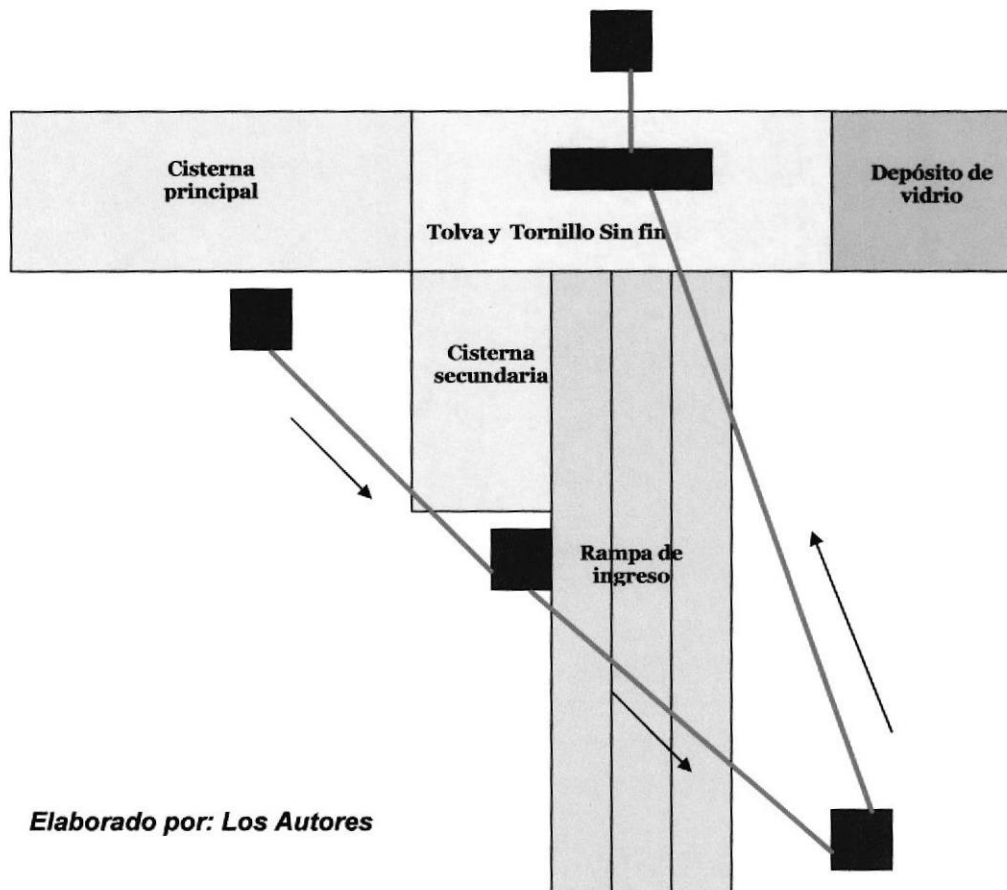 Cisterna
principal
Depósito de
vidrio
Tolva y Tornillo Sin fin
Cisterna
secundaria
Rampa de
ingreso
Elaborado por: Los Autores